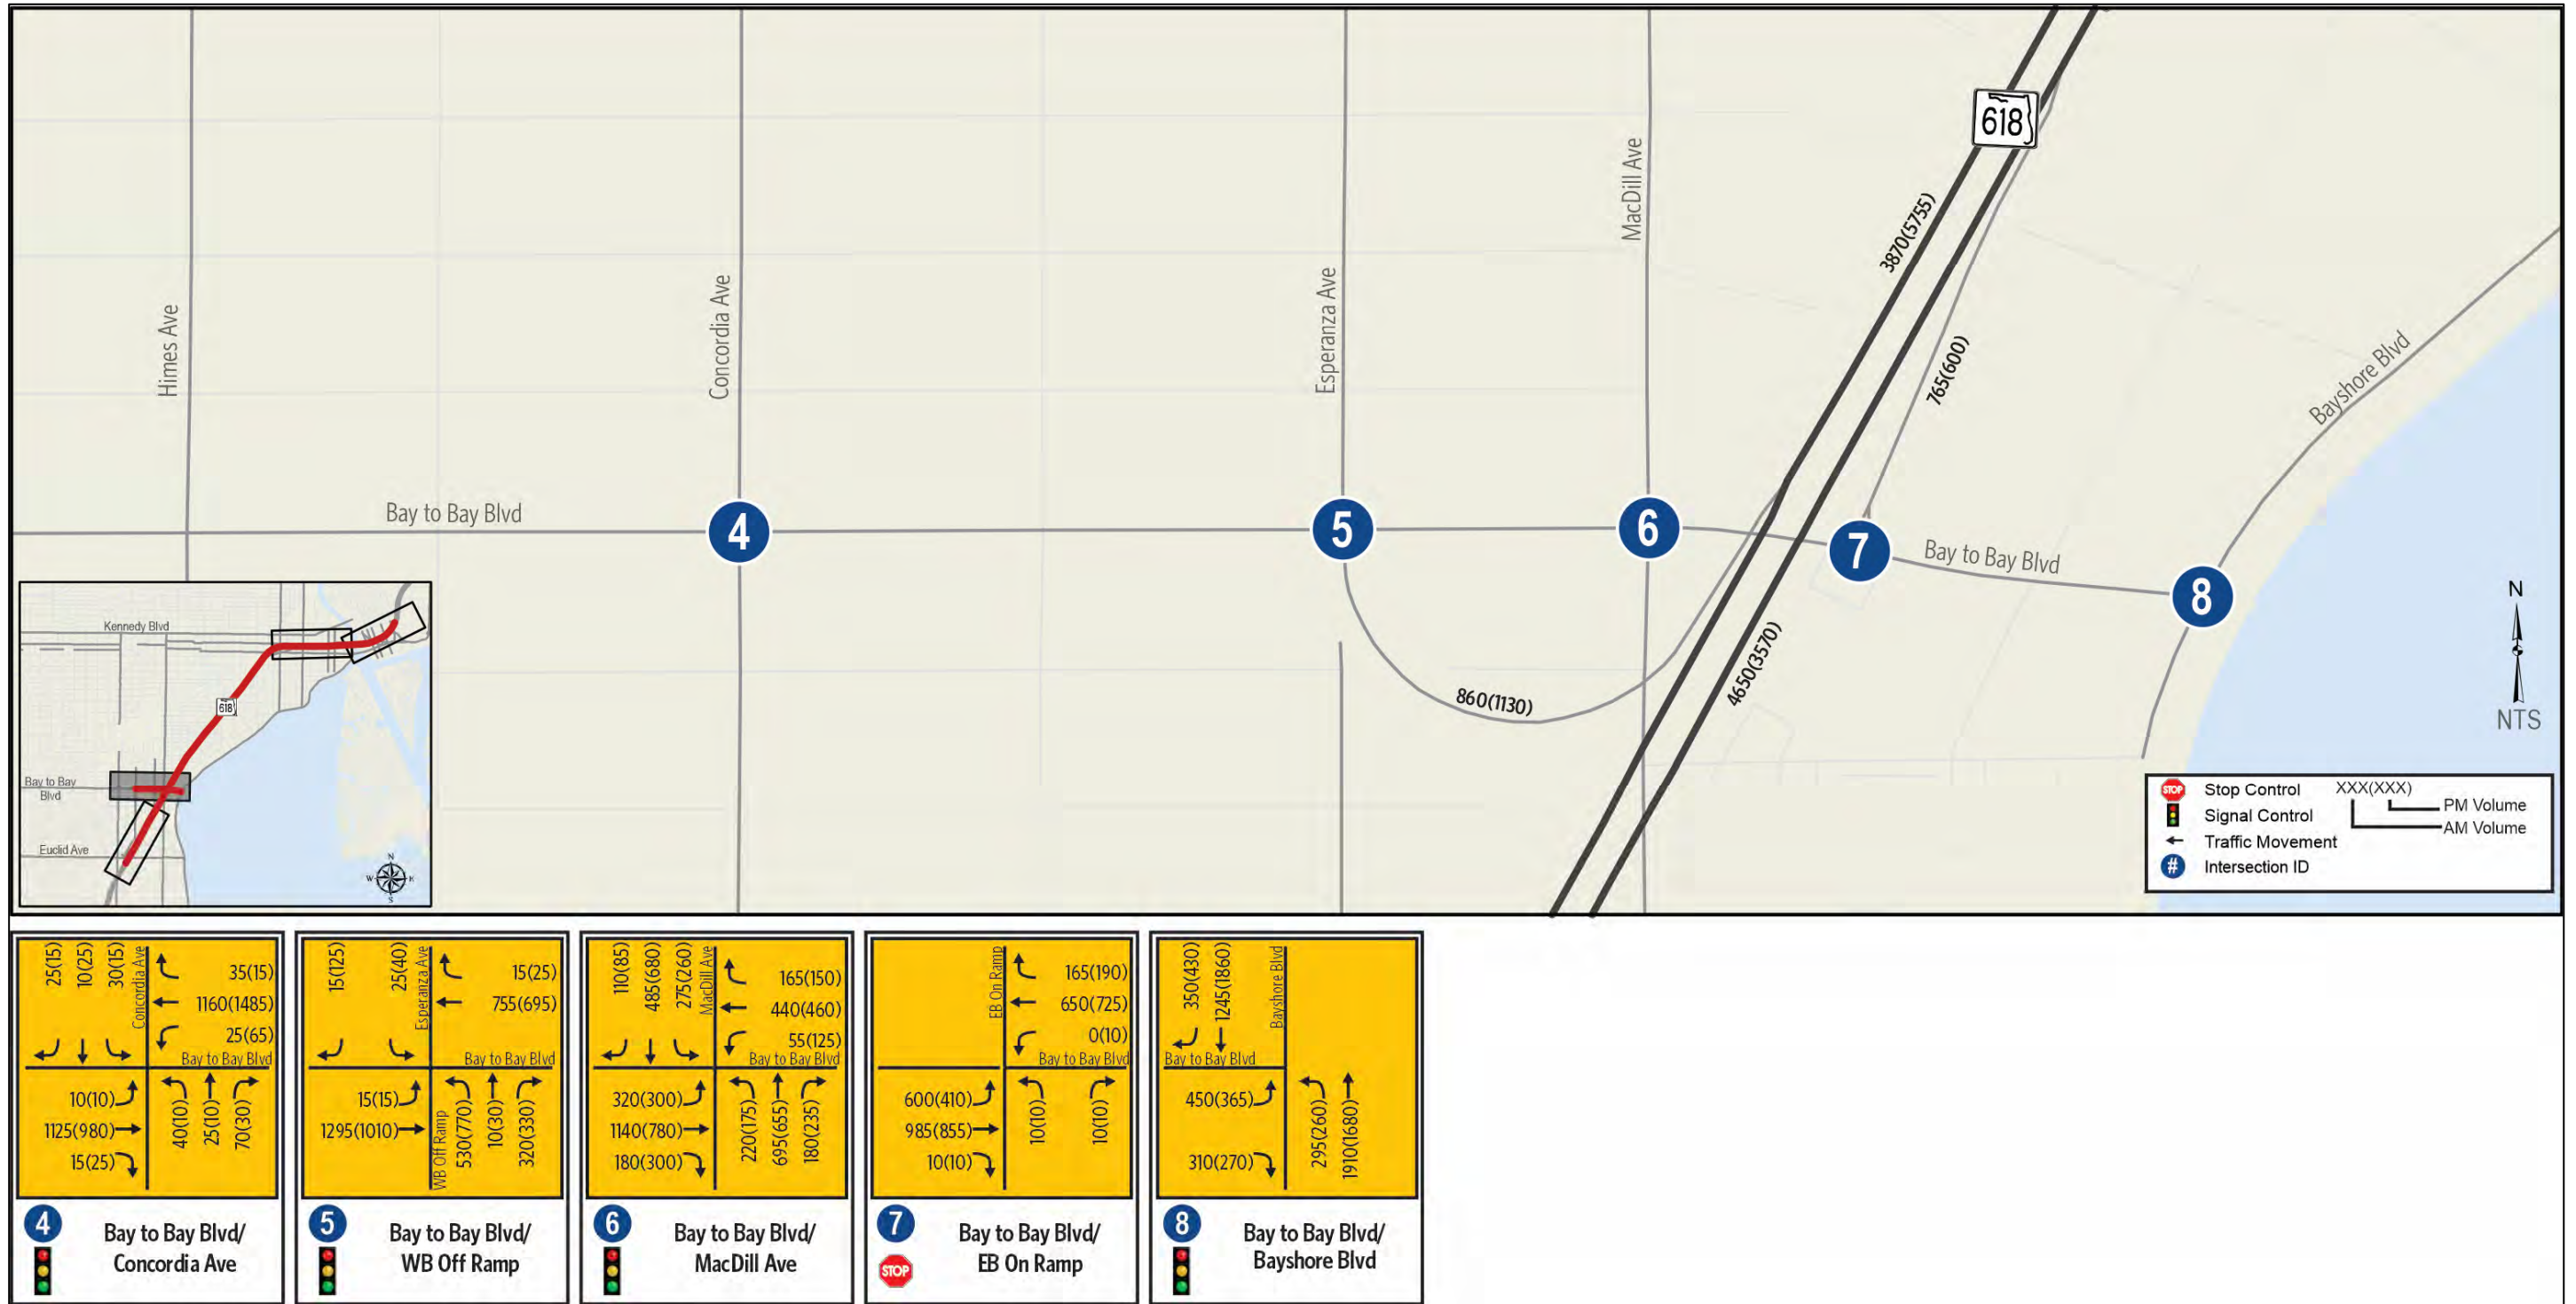 618
Himes Ave
Concordia Ave
Esperanza Ave
MacDill Ave
3870(5755)
765(600)
Bayshore Blvd
Bay to Bay Blvd
4
5
6
7
Bay to Bay Blvd
8
860(1130)
4650(3570)
N
NTS
Kennedy Blvd
618
Bay to Bay
Blvd
Euclid Ave
N
W
E
S
STOP
Stop Control
XXX(XXX)
Signal Control
PM Volume
AM Volume
Traffic Movement
#
Intersection ID
25(15)
10(25)
30(15)
Concordia Ave
35(15)
1160(1485)
25(65)
Bay to Bay Blvd
10(10)
1125(980)
15(25)
40(10)
25(10)
70(30)
4
Bay to Bay Blvd/
Concordia Ave
15(125)
25(40)
Esperanza Ave
15(25)
755(695)
Bay to Bay Blvd
15(15)
1295(1010)
WB Off Ramp
530(770)
10(30)
320(330)
5
Bay to Bay Blvd/
WB Off Ramp
110(85)
485(680)
275(260)
MacDill Ave
165(150)
440(460)
55(125)
Bay to Bay Blvd
320(300)
1140(780)
180(300)
220(175)
695(655)
180(235)
6
Bay to Bay Blvd/
MacDill Ave
EB On Ramp
165(190)
650(725)
0(10)
Bay to Bay Blvd
600(410)
985(855)
10(10)
10(10)
10(10)
7
STOP
Bay to Bay Blvd/
EB On Ramp
350(430)
1245(1860)
Bayshore Blvd
Bay to Bay Blvd
450(365)
310(270)
295(260)
1910(1680)
8
Bay to Bay Blvd/
Bayshore Blvd